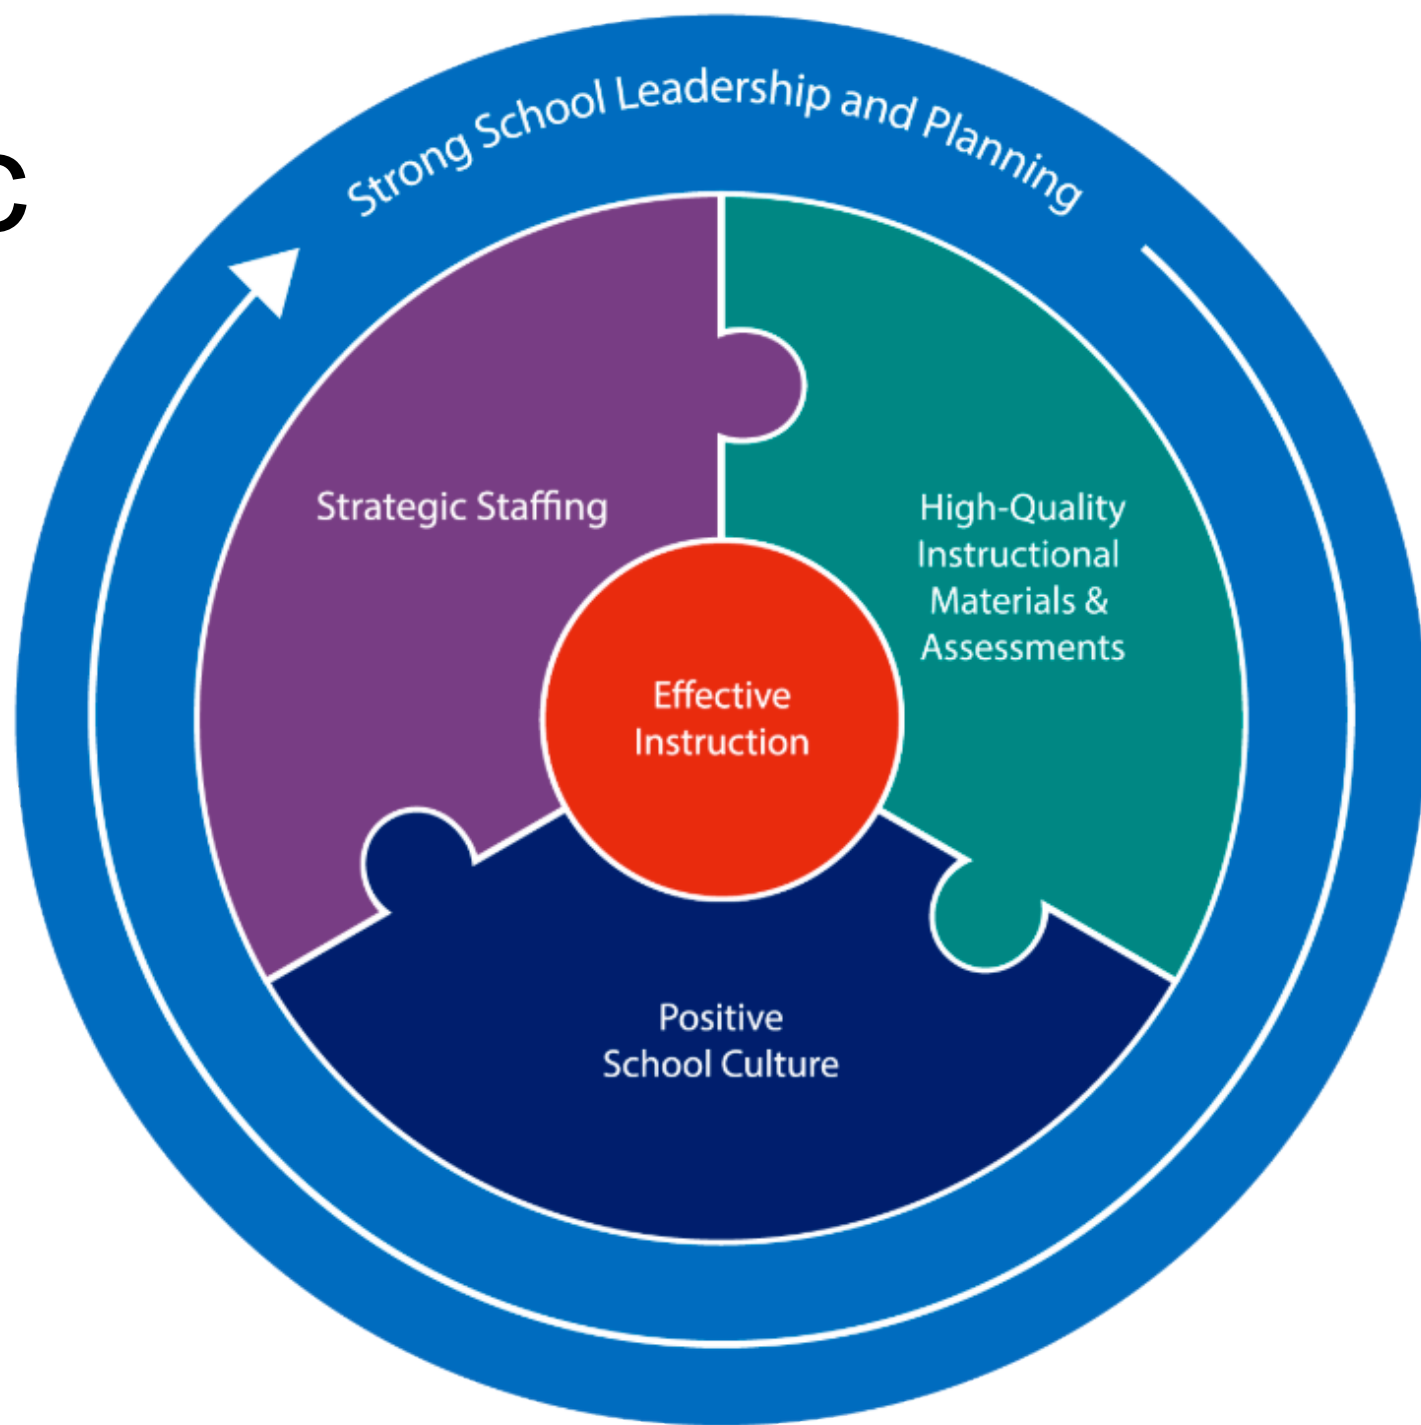 Strong School Leadership and Planning
c
Strategic Staffing
High-Quality
Instructional
Materials &
Assessments
Effective
Instruction
Positive
School Culture